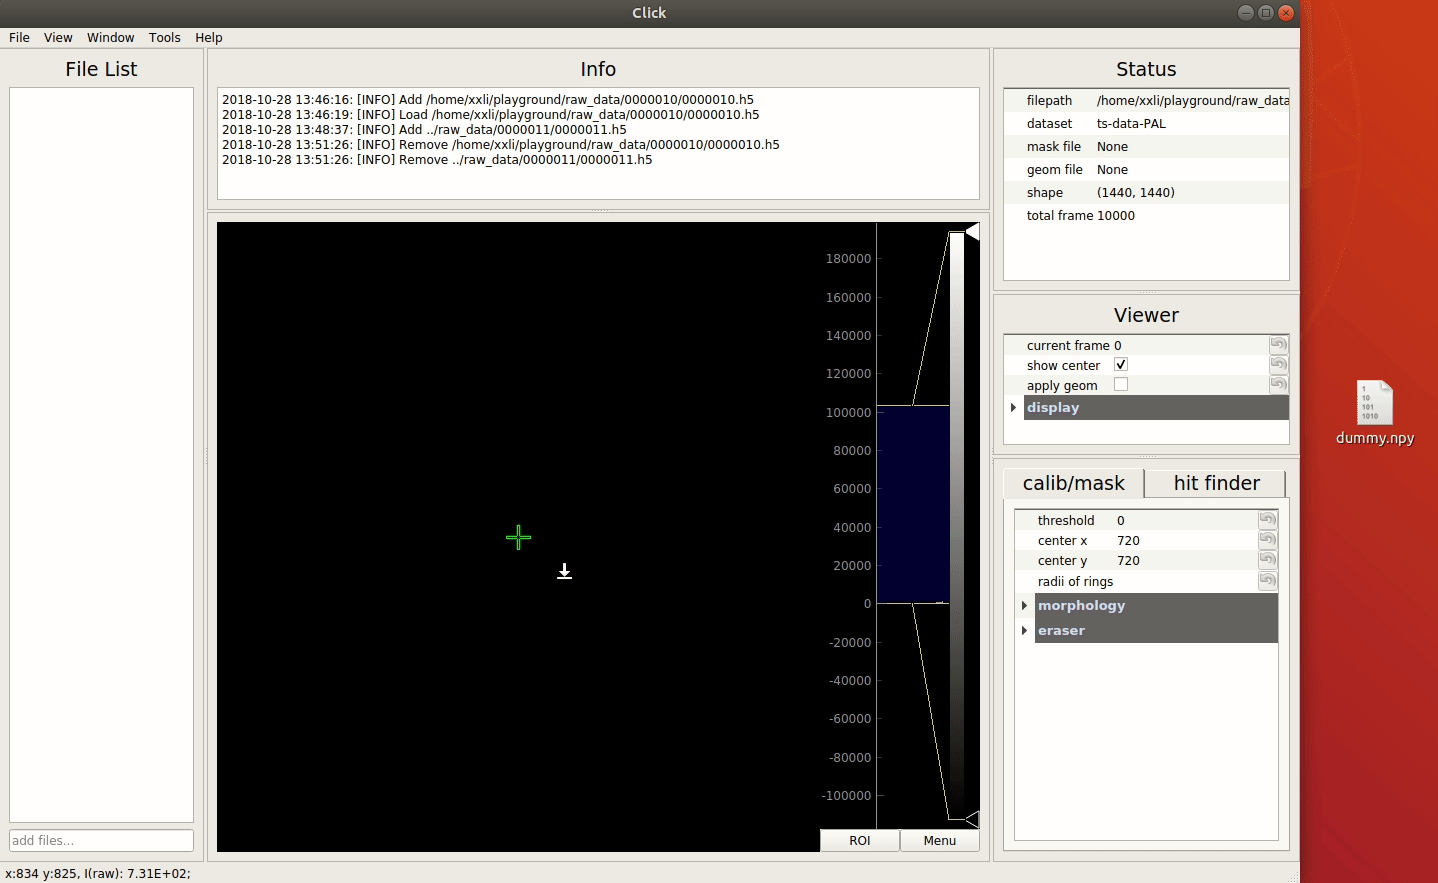 Click
File View Window Tools Help
File List
add files...
Info
2018-10-28 13:46:16: [INFO] Add /home/xxli/playground/raw_data/0000010/0000010.h5
2018-10-28 13:46:19: [INFO] Load /home/xxli/playground/raw_data/0000010/0000010.h5
2018-10-28 13:48:37: [INFO] Add ../raw_data/0000011/0000011.h5
2018-10-28 13:51:26: [INFO] Remove /home/xxli/playground/raw_data/0000010/0000010.h5
2018-10-28 13:51:26: [INFO] Remove ../raw_data/0000011/0000011.h5
180000
160000
140000
120000
100000
80000
60000
40000
20000
0
-20000
-40000
-60000
-80000
-100000
ROI Menu
Status
filepath /home/xxli/playground/raw_data
dataset ts-data-PAL
mask file None
geom file None
shape (1440, 1440)
total frame 10000
Viewer
current frame 0
show center
apply geom
display
calib/mask hit finder
threshold 0
center x 720
center y 720
radii of rings
morphology
eraser
1
10
101
1010
dummy.npy
x:834 y:825, I(raw): 7.31E+02;